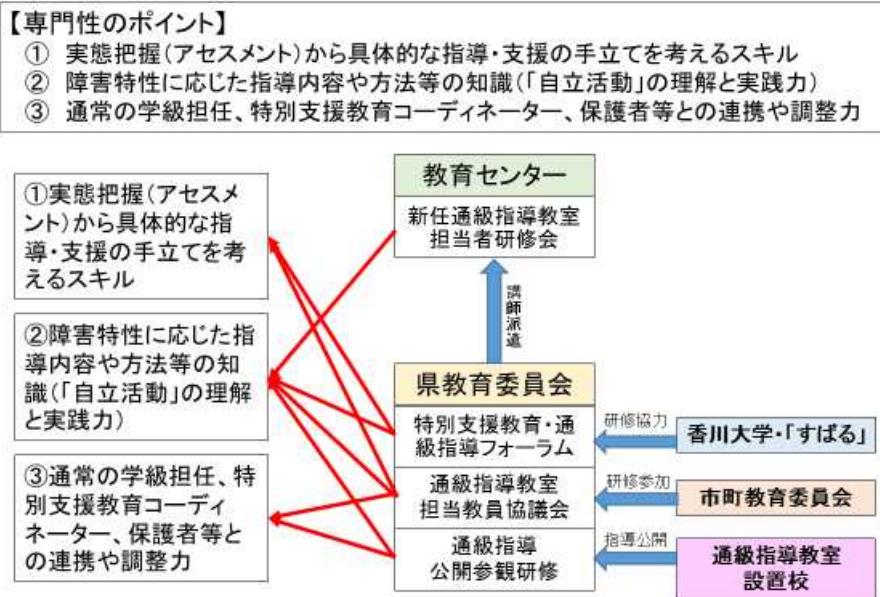 【専門性のポイント】
① 実態把握(アセスメント)から具体的な指導・支援の手立てを考えるスキル
② 障害特性に応じた指導内容や方法等の知識(「自立活動」の理解と実践力)
③ 通常の学級担任、特別支援教育コーディネーター、保護者等との連携や調整力
①実態把握(アセスメ
ント)から具体的な指
導・支援の手立てを考
えるスキル
②障害特性に応じた指
導内容や方法等の知
識(「自立活動」の理解
と実践力)
③通常の学級担任、特
別支援教育コーディ
ネーター、保護者等と
の連携や調整力
教育センター
新任通級指導教室
担当者研修会
講師派遣
県教育委員会
特別支援教育・通
級指導フォーラム
通級指導教室
担当教員協議会
通級指導
公開参観研修
研修協力
香川大学・「すばる」
研修参加
市町教育委員会
指導公開
通級指導教室
設置校